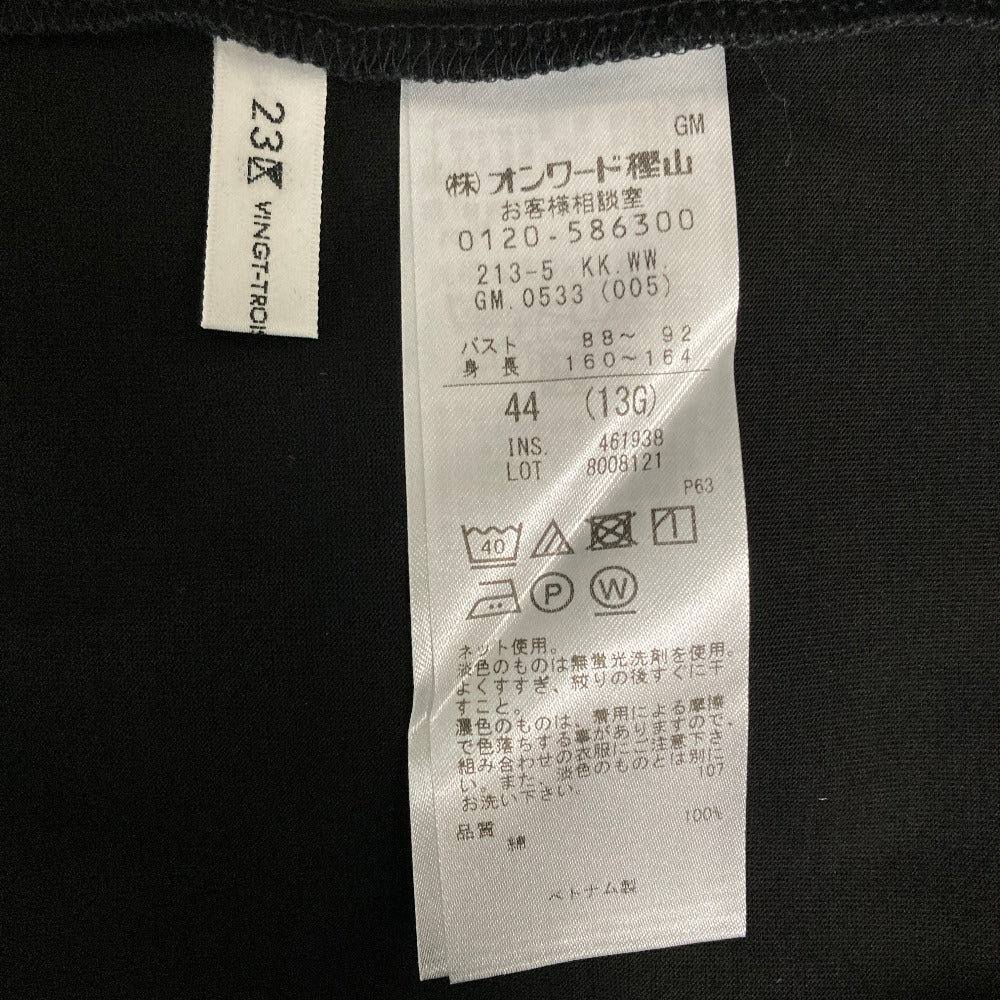 23区 VINGT-TROIS
GM
(株)オンワード樫山
お客様相談室
0120-586300
213-5 KK.WW.
GM.0533 (005)
バスト 88～ 92
身長 160～164
44 (13G)
INS. 461938
LOT 8008121
P63
40
P W
ネット使用。
淡色のものは無蛍光洗剤を使用。
よくすすぎ、絞りの後すぐに干
すこと。
濃色のものは、着用による摩擦
で色落ちする事がありますので、
組み合わせの衣服にご注意下さ
い。また、淡色のものとは別に
お洗い下さい。 107
品質 100%
綿
ベトナム製